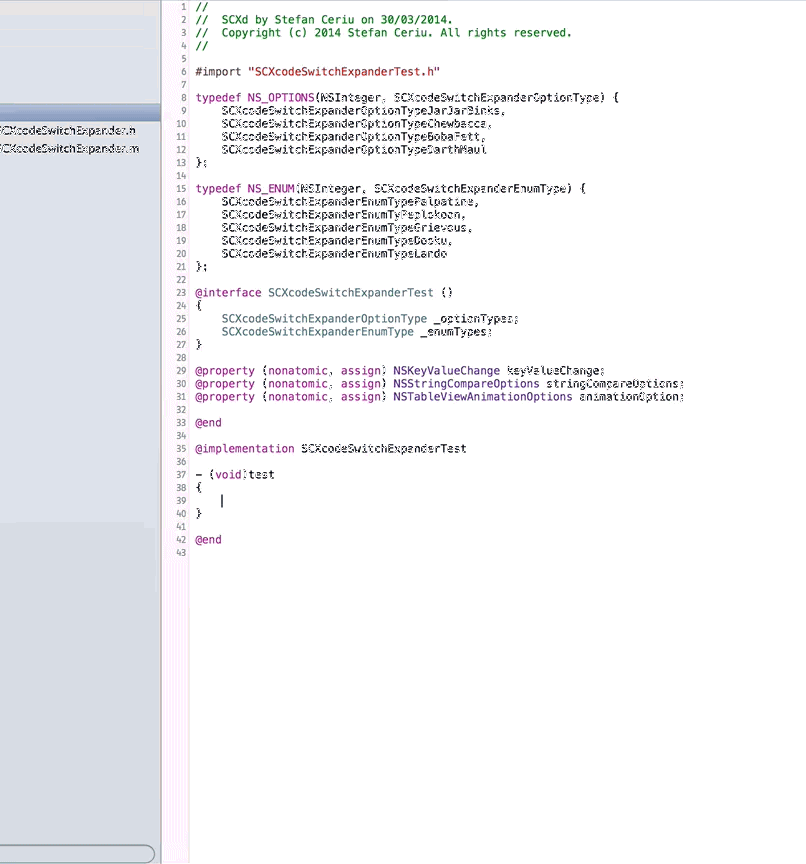 SCXcodeSwitchExpander.h
SCXcodeSwitchExpander.m
1 //
2 // SCXd by Stefan Ceriu on 30/03/2014.
3 // Copyright (c) 2014 Stefan Ceriu. All rights reserved.
4 //
5
6 #import "SCXcodeSwitchExpanderTest.h"
7
8 typedef NS_OPTIONS(NSInteger, SCXcodeSwitchExpanderOptionType) {
9 SCXcodeSwitchExpanderOptionTypeJarJarBinks,
10 SCXcodeSwitchExpanderOptionTypeChewbacca,
11 SCXcodeSwitchExpanderOptionTypeBobaFett,
12 SCXcodeSwitchExpanderOptionTypeDarthMaul
13 };
14
15 typedef NS_ENUM(NSInteger, SCXcodeSwitchExpanderEnumType) {
16 SCXcodeSwitchExpanderEnumTypePalpatine,
17 SCXcodeSwitchExpanderEnumTyPeplokoon,
18 SCXcodeSwitchExpanderEnumTypeGrievous,
19 SCXcodeSwitchExpanderEnumTypeDooku,
20 SCXcodeSwitchExpanderEnumTypeLando
21 };
22
23 @interface SCXcodeSwitchExpanderTest ()
24 {
25 SCXcodeSwitchExpanderOptionType _optionTypes;
26 SCXcodeSwitchExpanderEnumType _enumTypes;
27 }
28
29 @property (nonatomic, assign) NSKeyValueChange keyValueChange;
30 @property (nonatomic, assign) NSStringCompareOptions stringCompareOptions;
31 @property (nonatomic, assign) NSTableViewAnimationOptions animationOption;
32
33 @end
34
35 @implementation SCXcodeSwitchExpanderTest
36
37 - (void)test
38 {
39
40 }
41
42 @end
43